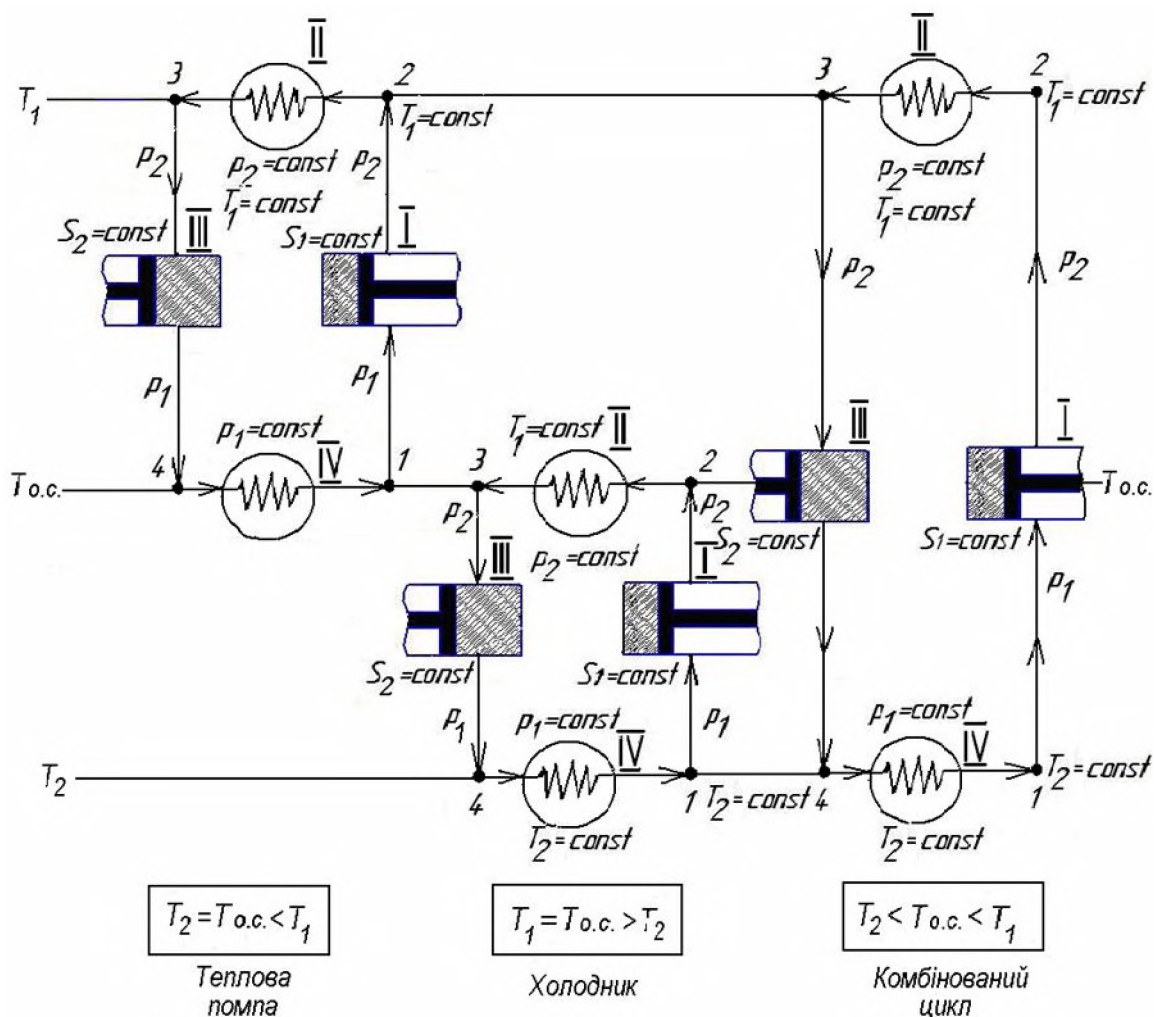 II
II
3
2
3
2
T1
T1=const
T1=const
p2
p2=const
T1=const
p2
p2=const
T1=const
S2=const
III
S1=const
I
p2
p2
p1
p1
p1=const
IV
T1=const
II
III
I
4
1
3
2
T o.c.
T o.c.
p2
p2
p2=const
S2=const
S1=const
III
I
p1
S2=const
S1=const
p1
p1=const
p1
p1=const
IV
IV
T2
4
1
T2=const
4
1
T2=const
T2=const
T2=const
T2=To.c.<T1
T1=To.c.>T2
T2<To.c.<T1
Теплова
помпа
Холодник
Комбінований
цикл